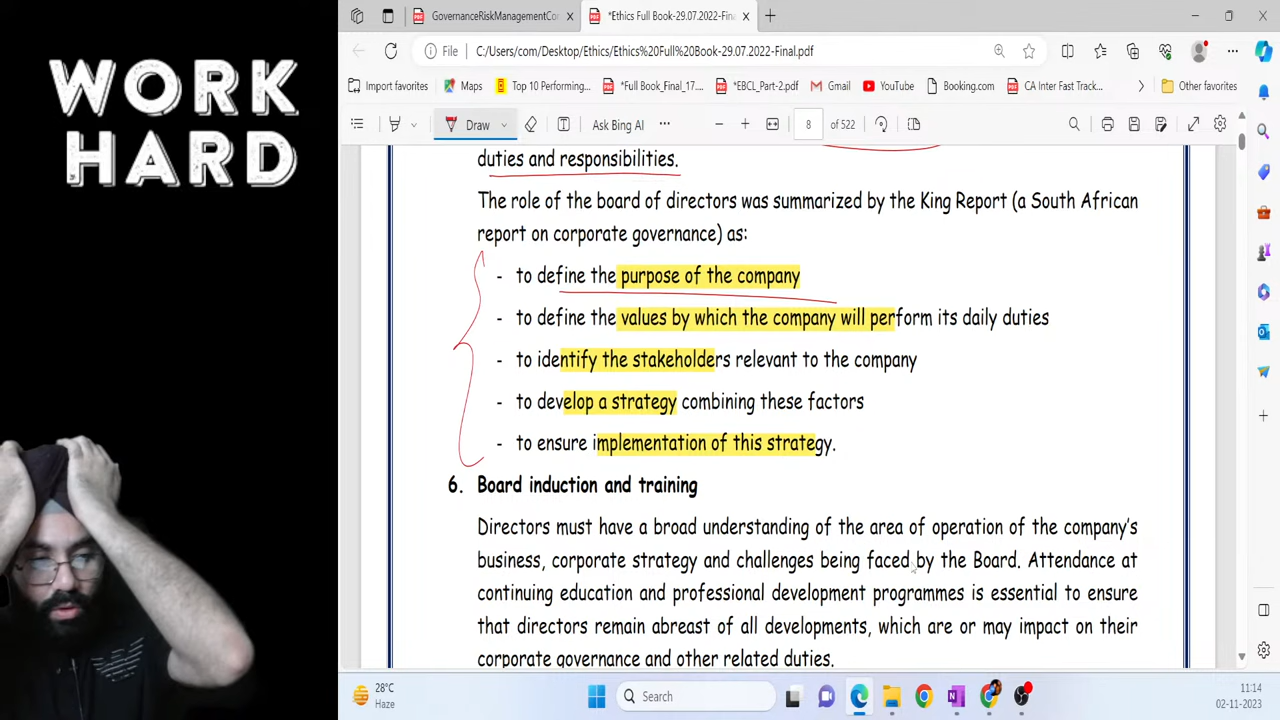 WORK
HARD
GovernanceRiskManagementCo
*Ethics Full Book-29.07.2022-Final.
File
C:/Users/com/Desktop/Ethics/Ethics%20Full%20Book-29.07.2022-Final.pdf
Import favorites
Maps
Top 10 Performing...
*Full Book_Final_17....
*EBCL_Part-2.pdf
Gmail
YouTube
Booking.com
CA Inter Fast Track...
Other favorites
Draw
Ask Bing AI
8
of 522
duties and responsibilities.
The role of the board of directors was summarized by the King Report (a South African
report on corporate governance) as:
- to define the purpose of the company
- to define the values by which the company will perform its daily duties
- to identify the stakeholders relevant to the company
- to develop a strategy combining these factors
- to ensure implementation of this strategy.
6. Board induction and training
Directors must have a broad understanding of the area of operation of the company's
business, corporate strategy and challenges being faced by the Board. Attendance at
continuing education and professional development programmes is essential to ensure
that directors remain abreast of all developments, which are or may impact on their
corporate governance and other related duties.
28°C
Haze
Search
11:14
02-11-2023